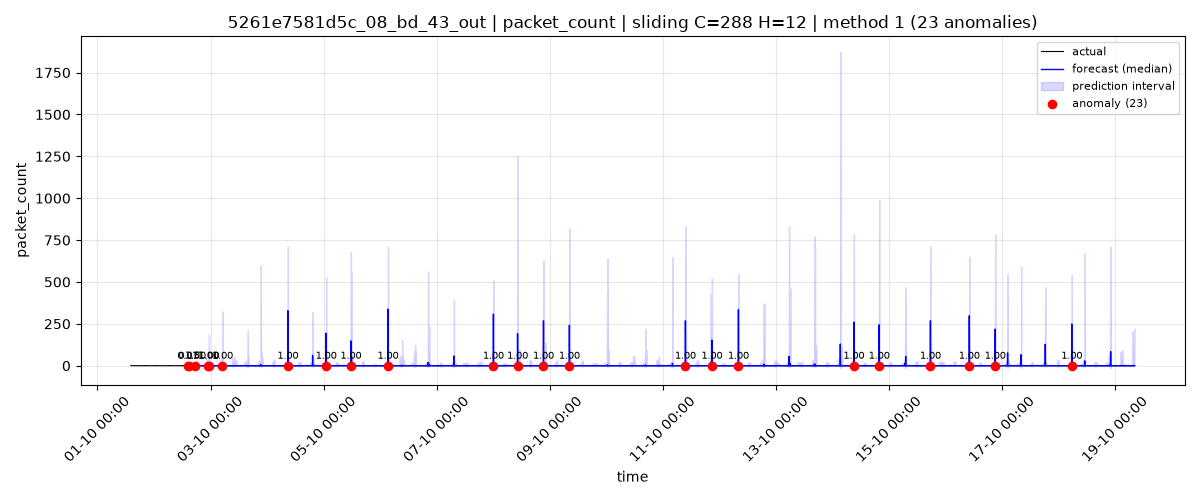 5261e7581d5c_08_bd_43_out | packet_count | sliding C=288 H=12 | method 1 (23 anomalies)
actual
forecast (median)
prediction interval
anomaly (23)
packet_count
1750
1500
1250
1000
750
500
250
0
1.00 1.00 1.00 1.00 1.00 1.00 1.00 1.00 1.00 1.00 1.00 1.00 1.00 1.00 1.00 1.00 1.00
01-10 00:00
03-10 00:00
05-10 00:00
07-10 00:00
09-10 00:00
11-10 00:00
13-10 00:00
15-10 00:00
17-10 00:00
19-10 00:00
time